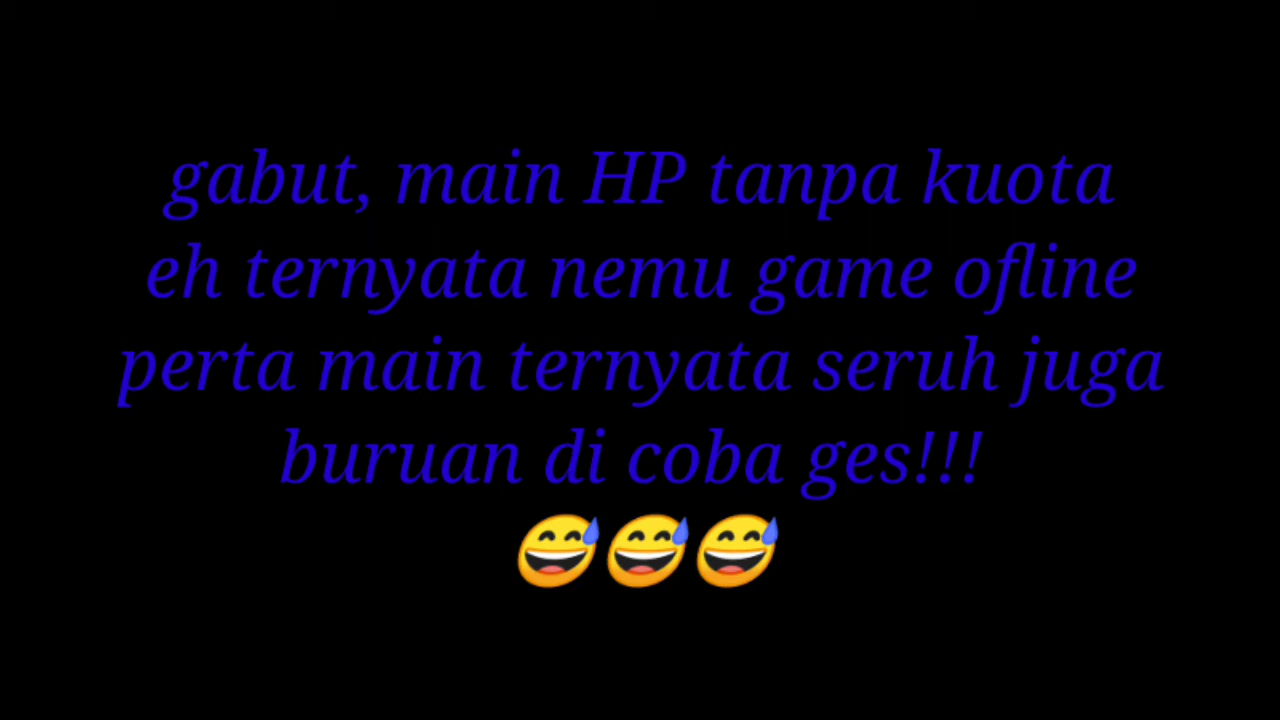 gabut, main HP tanpa kuota
eh ternyata nemu game ofline
perta main ternyata seruh juga
buruan di coba ges!!!
😅😅😅